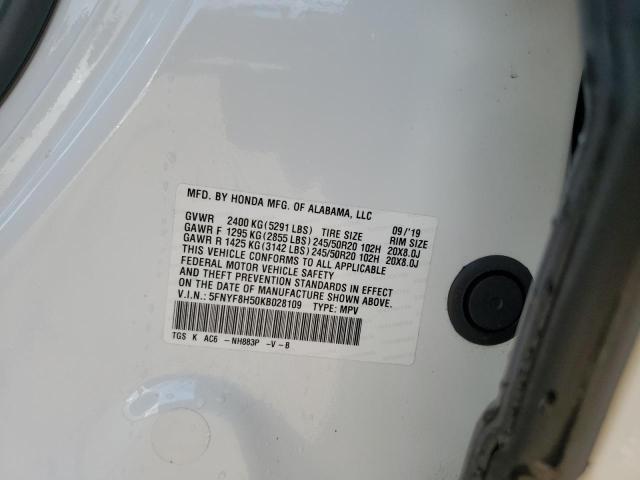 MFD. BY HONDA MFG. OF ALABAMA, LLC
GVWR 2400 KG(5291 LBS) TIRE SIZE 09/'19 RIM SIZE
GAWR F 1295 KG(2855 LBS) 245/50R20 102H 20X8.0J
GAWR R 1425 KG(3142 LBS) 245/50R20 102H 20X8.0J
THIS VEHICLE CONFORMS TO ALL APPLICABLE
FEDERAL MOTOR VEHICLE SAFETY
AND THEFT PREVENTION STANDARDS IN EFFECT
ON THE DATE OF MANUFACTURE SHOWN ABOVE.
V.I.N.: 5FNYF8H50KB028109 TYPE: MPV
TGS K AC6 -NH883P -V-B